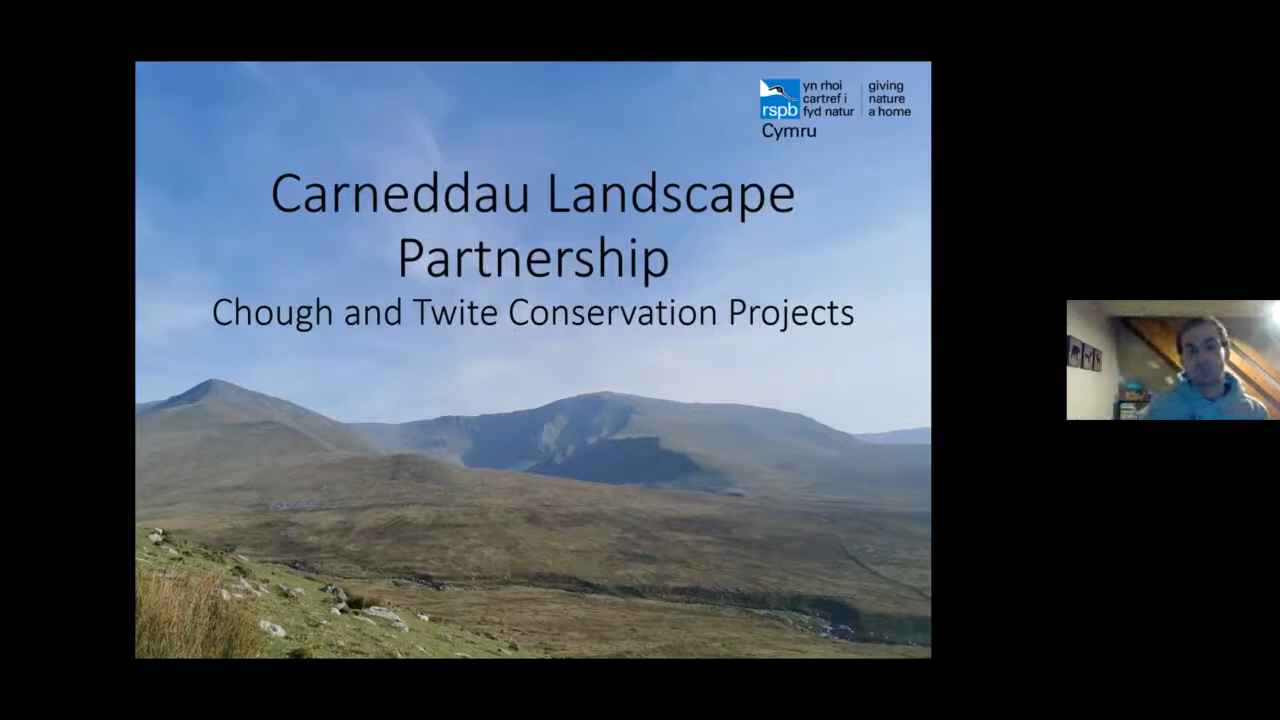 rspb
yn rhoi
cartref i
fyd natur
giving
nature
a home
Cymru
Carneddau Landscape
Partnership
Chough and Twite Conservation Projects